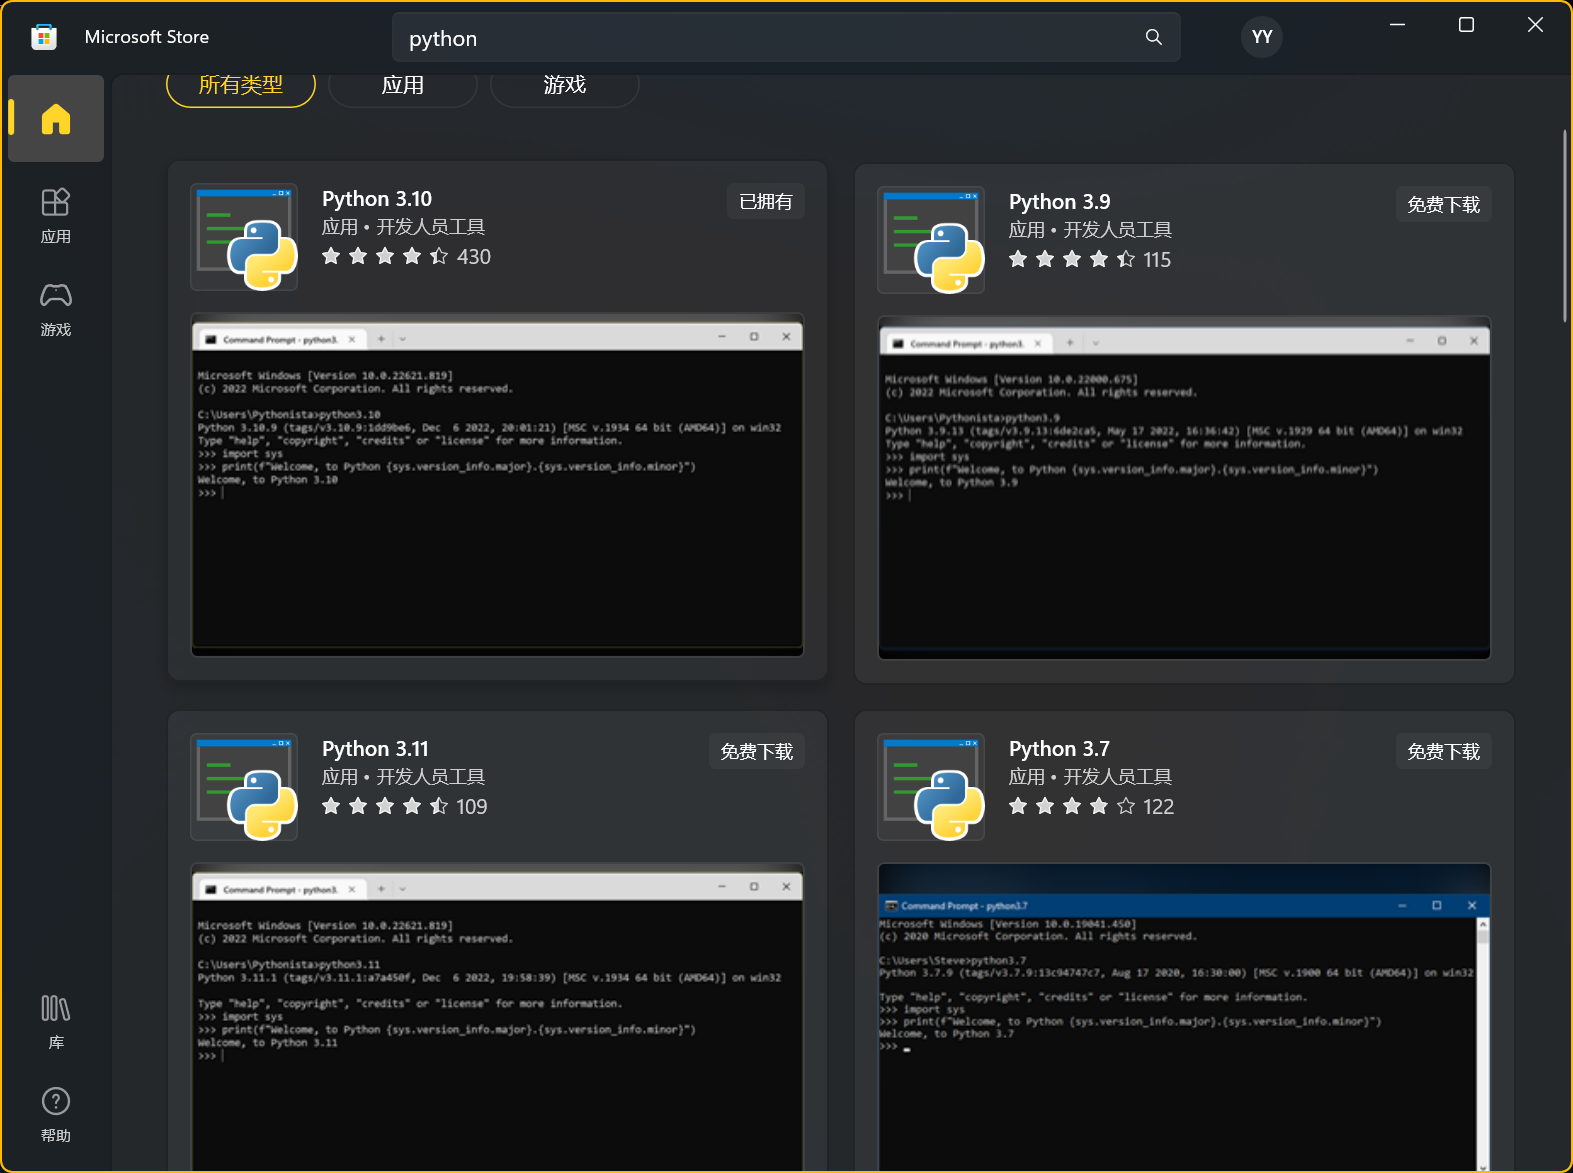 Microsoft Store
python
YY
所有类型
应用
游戏
应用
游戏
库
帮助
Python 3.10
应用 • 开发人员工具
430
已拥有
Command Prompt - python3.
Microsoft Windows [Version 10.0.22621.819]
(c) 2022 Microsoft Corporation. All rights reserved.
C:\Users\Pythonista>python3.10
Python 3.10.9 (tags/v3.10.9:1dd9be6, Dec  6 2022, 20:01:21) [MSC v.1934 64 bit (AMD64)] on win32
Type "help", "copyright", "credits" or "license" for more information.
>>> import sys
>>> print(f"Welcome, to Python {sys.version_info.major}.{sys.version_info.minor}")
Welcome, to Python 3.10
>>>
Python 3.9
应用 • 开发人员工具
115
免费下载
Command Prompt - python3.
Microsoft Windows [Version 10.0.22000.675]
(c) 2022 Microsoft Corporation. All rights reserved.
C:\Users\Pythonista>python3.9
Python 3.9.13 (tags/v3.9.13:6de2ca5, May 17 2022, 16:36:42) [MSC v.1929 64 bit (AMD64)] on win32
Type "help", "copyright", "credits" or "license" for more information.
>>> import sys
>>> print(f"Welcome, to Python {sys.version_info.major}.{sys.version_info.minor}")
Welcome, to Python 3.9
>>>
Python 3.11
应用 • 开发人员工具
109
免费下载
Command Prompt - python3.
Microsoft Windows [Version 10.0.22621.819]
(c) 2022 Microsoft Corporation. All rights reserved.
C:\Users\Pythonista>python3.11
Python 3.11.1 (tags/v3.11.1:a7a450f, Dec  6 2022, 19:58:39) [MSC v.1934 64 bit (AMD64)] on win32
Type "help", "copyright", "credits" or "license" for more information.
>>> import sys
>>> print(f"Welcome, to Python {sys.version_info.major}.{sys.version_info.minor}")
Welcome, to Python 3.11
>>>
Python 3.7
应用 • 开发人员工具
122
免费下载
Command Prompt - python3.7
Microsoft Windows [Version 10.0.19041.450]
(c) 2020 Microsoft Corporation. All rights reserved.
C:\Users\Steve>python3.7
Python 3.7.9 (tags/v3.7.9:13c94747c7, Aug 17 2020, 16:30:00) [MSC v.1900 64 bit (AMD64)] on win32
Type "help", "copyright", "credits" or "license" for more information.
>>> import sys
>>> print(f"Welcome, to Python {sys.version_info.major}.{sys.version_info.minor}")
Welcome, to Python 3.7
>>>